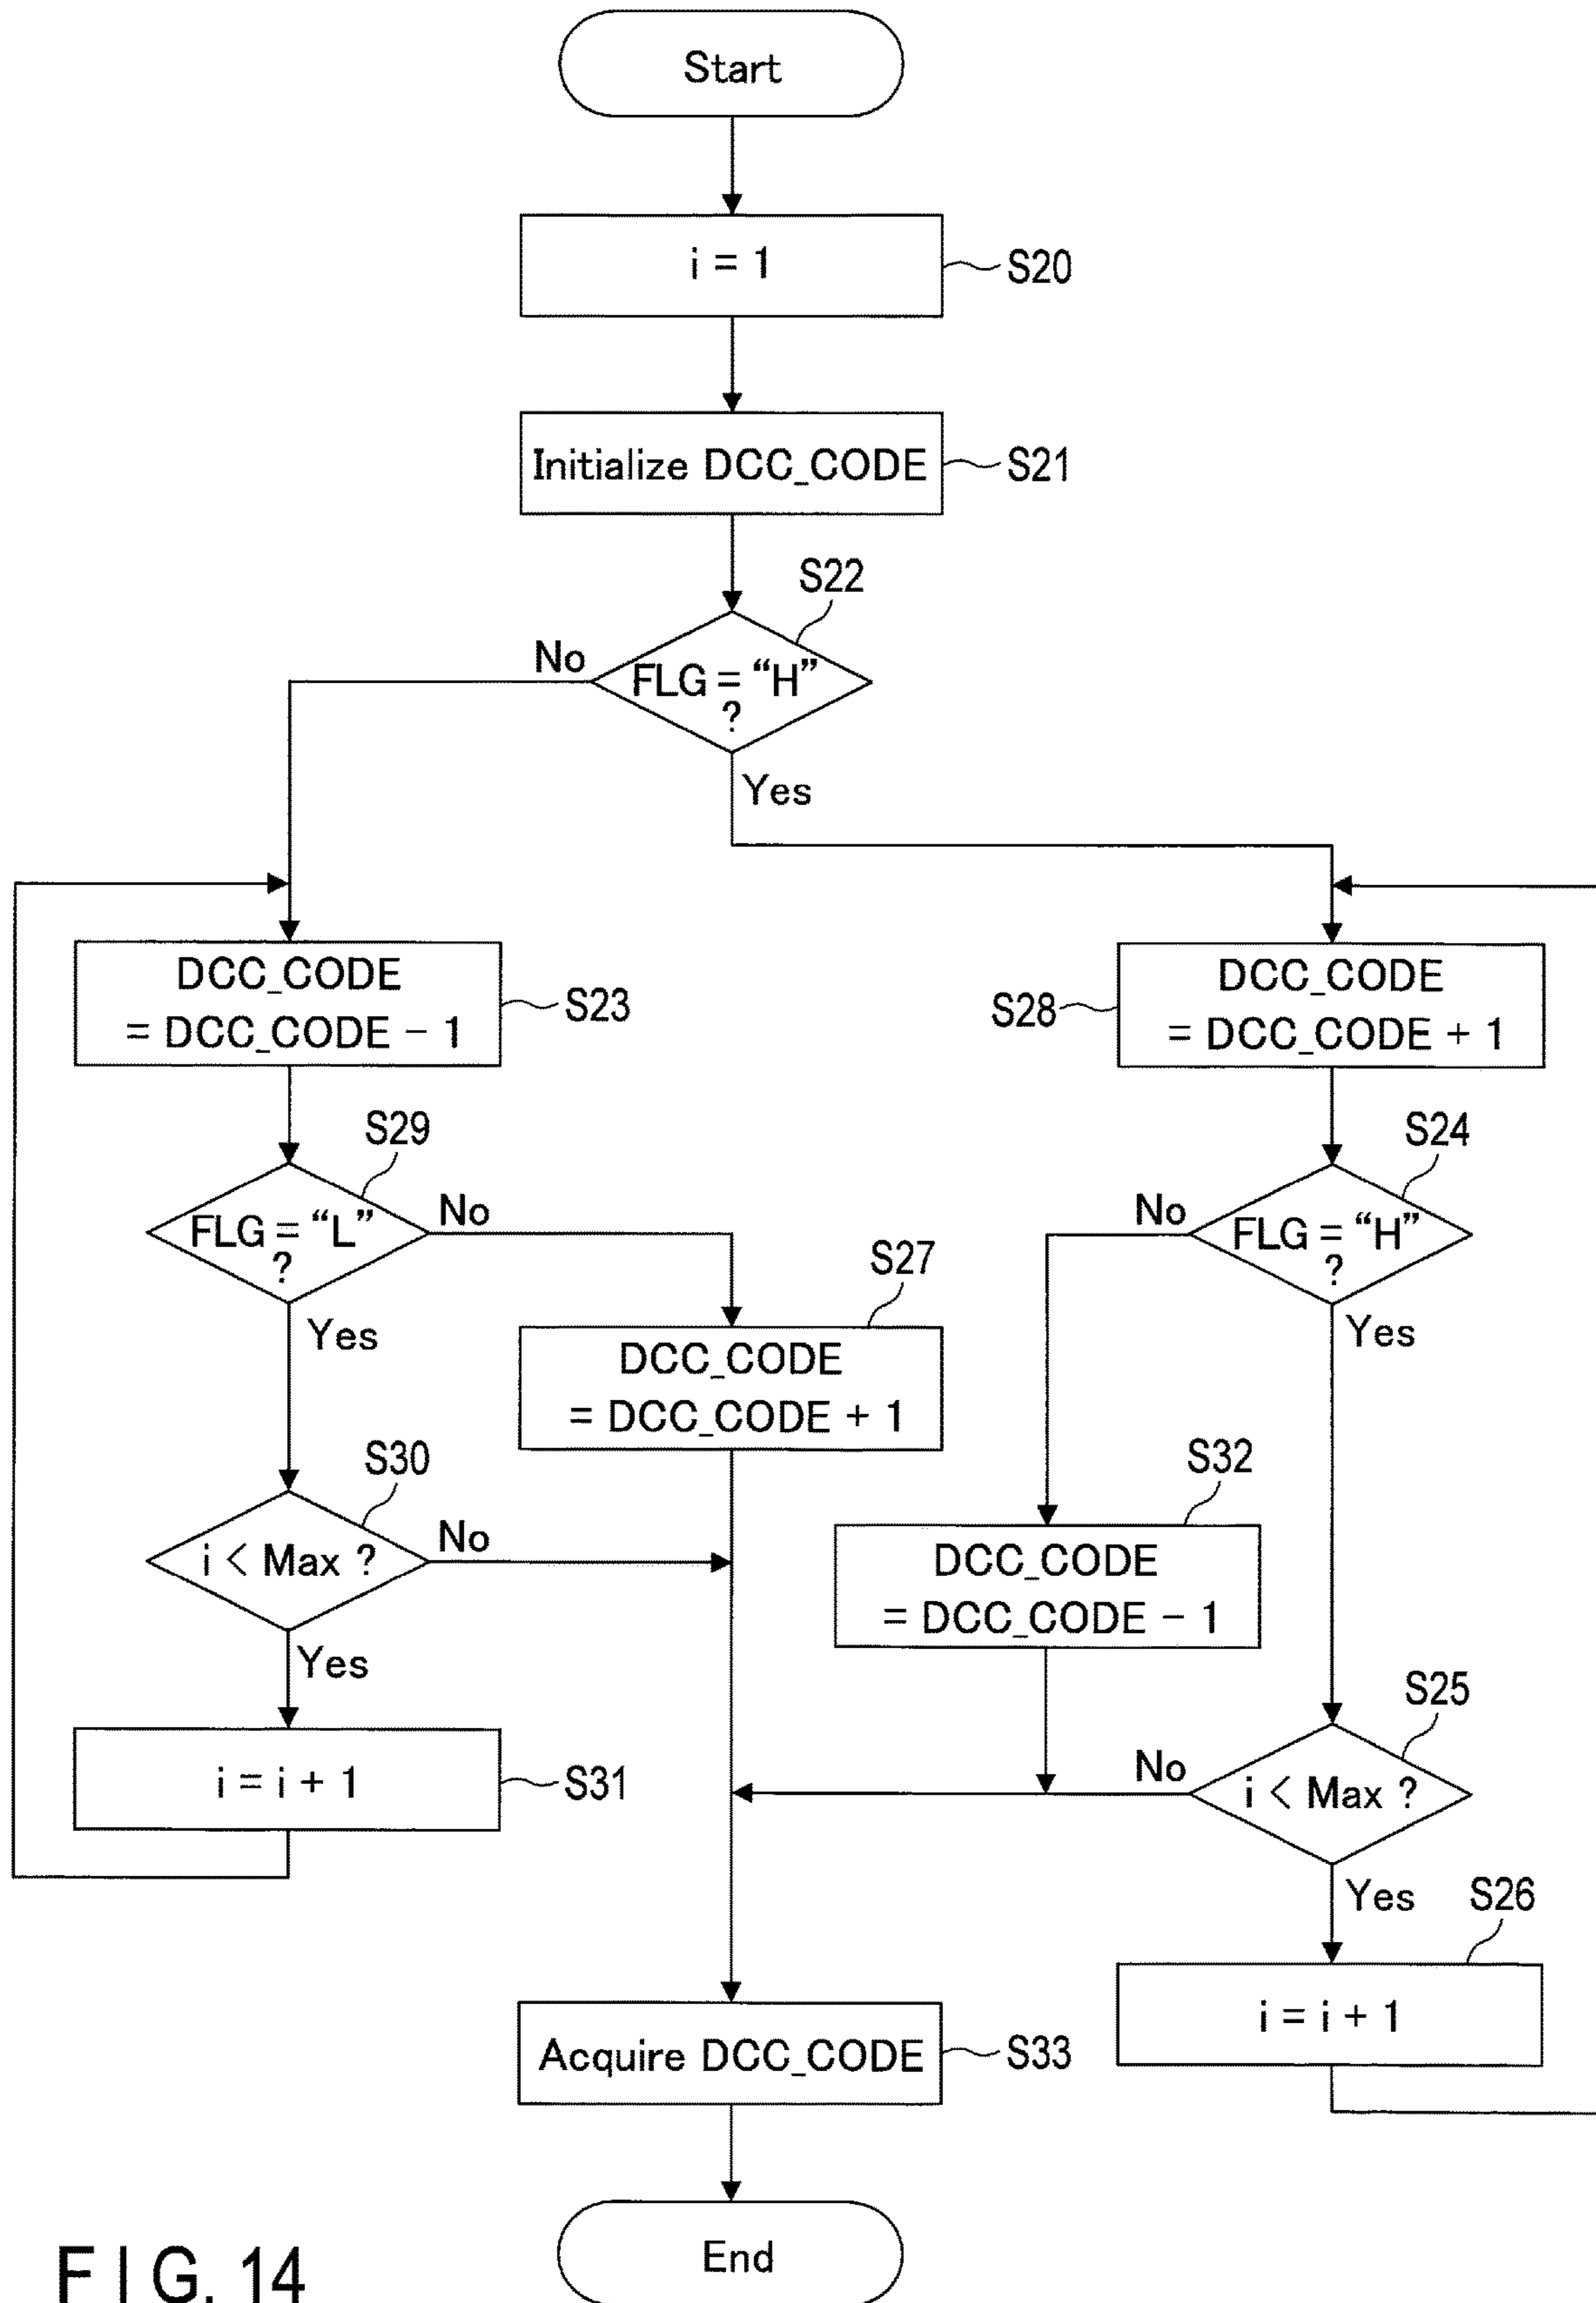 Start
i = 1
S20
Initialize DCC_CODE
S21
S22
No
FLG = “H”
?
Yes
DCC_CODE
= DCC_CODE − 1
S23
S28
DCC_CODE
= DCC_CODE + 1
S29
FLG = “L”
?
No
Yes
S24
No
FLG = “H”
?
Yes
S27
DCC_CODE
= DCC_CODE + 1
S30
i < Max ?
No
Yes
S32
DCC_CODE
= DCC_CODE − 1
i = i + 1
S31
S25
No
i < Max ?
Yes
S26
i = i + 1
Acquire DCC_CODE
S33
End
FIG. 14